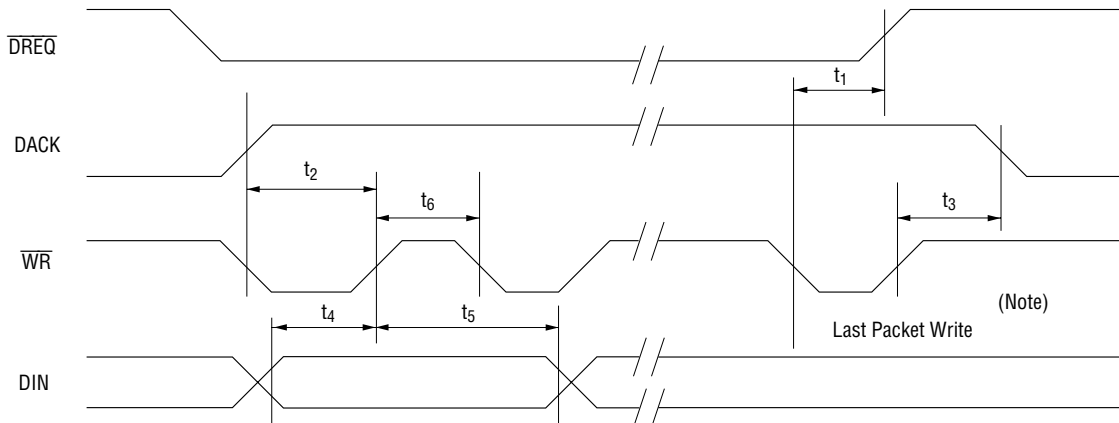 DREQ
t1
DACK
t2
t6
t3
WR
(Note)
t4
t5
Last Packet Write
DIN